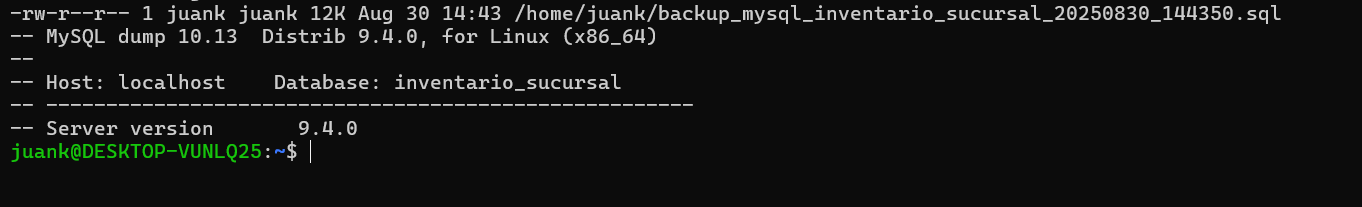 -rw-r--r-- 1 juank juank 12K Aug 30 14:43 /home/juank/backup_mysql_inventario_sucursal_20250830_144350.sql
-- MySQL dump 10.13  Distrib 9.4.0, for Linux (x86_64)
--
-- Host: localhost    Database: inventario_sucursal
-- ------------------------------------------------------
-- Server version       9.4.0
juank@DESKTOP-VUNLQ25:~$